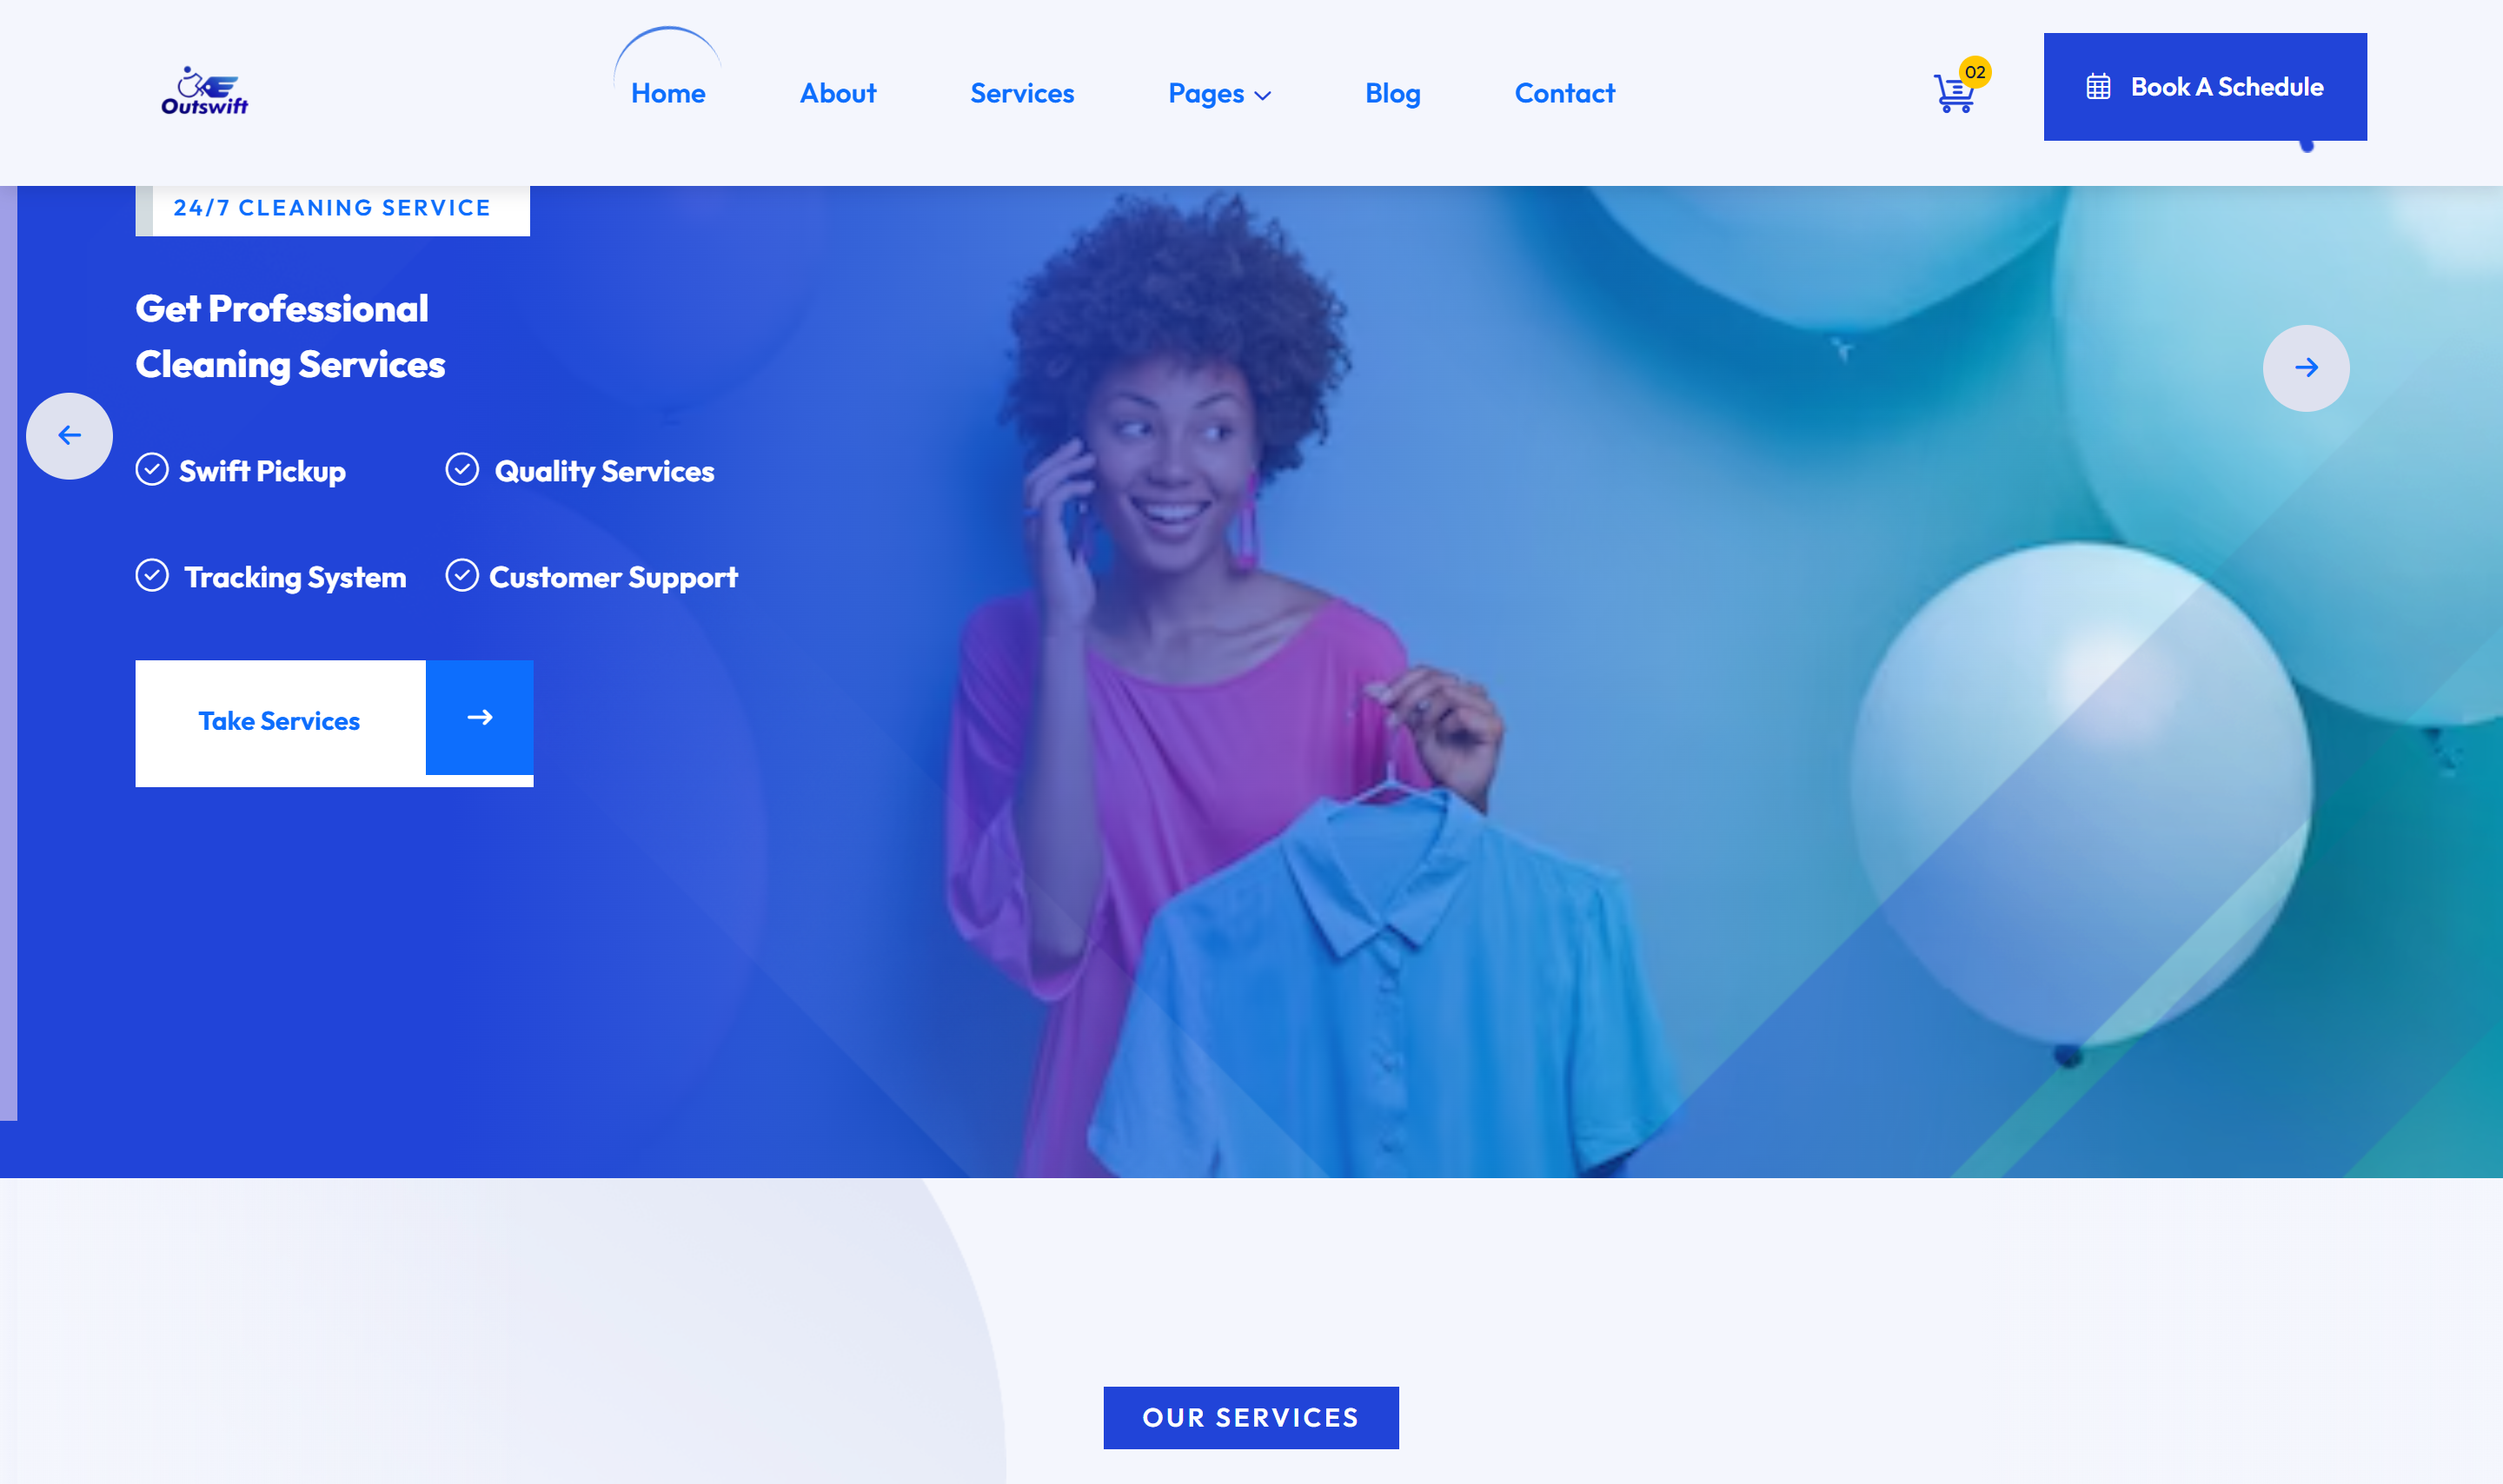 Outswift
Home
About
Services
Pages
Blog
Contact
02
Book A Schedule
24/7 CLEANING SERVICE
Get Professional
Cleaning Services
Swift Pickup
Quality Services
Tracking System
Customer Support
Take Services
OUR SERVICES